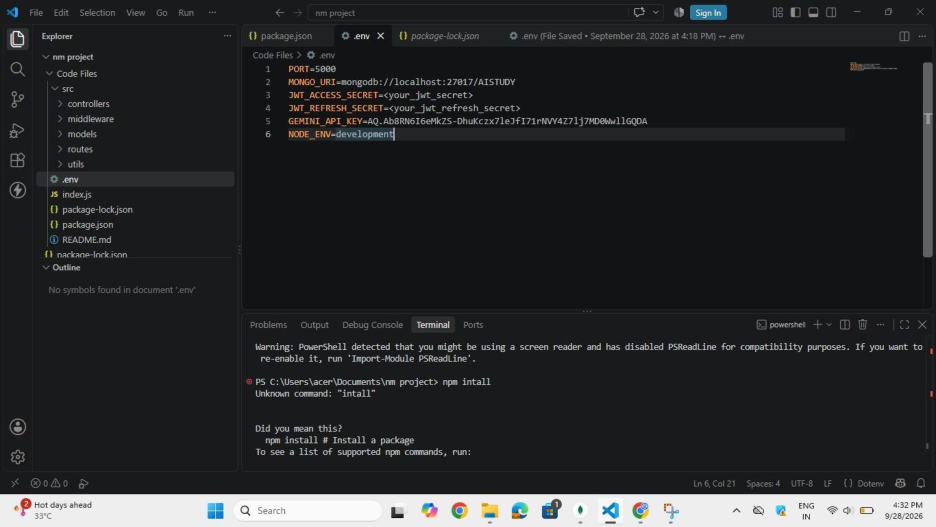 File Edit Selection View Go Run ···
nm project
Sign In
Explorer ···
nm project
Code Files
src
controllers
middleware
models
routes
utils
.env
JS index.js
{} package-lock.json
{} package.json
README.md
{} package-lock.json
Outline
No symbols found in document '.env'
{} package.json
.env
{} package-lock.json
.env (File Saved • September 28, 2026 at 4:18 PM) ↔ .env
Code Files > .env
1 PORT=5000
2 MONGO_URI=mongodb://localhost:27017/AISTUDY
3 JWT_ACCESS_SECRET=<your_jwt_secret>
4 JWT_REFRESH_SECRET=<your_jwt_refresh_secret>
5 GEMINI_API_KEY=AQ.Ab8RN6I6eMkZS-DhuKczx7leJfI71rNVY4Z7lj7MD0WwllGQDA
6 NODE_ENV=development
Problems Output Debug Console Terminal Ports
powershell
Warning: PowerShell detected that you might be using a screen reader and has disabled PSReadLine for compatibility purposes. If you want to
re-enable it, run 'Import-Module PSReadLine'.
PS C:\Users\acer\Documents\nm project> npm intall
Unknown command: "intall"
Did you mean this?
npm install # Install a package
To see a list of supported npm commands, run:
0 0
Ln 6, Col 21 Spaces: 4 UTF-8 LF {} Dotenv
2
Hot days ahead
33°C
Search
1
ENG
IN
4:32 PM
9/28/2026